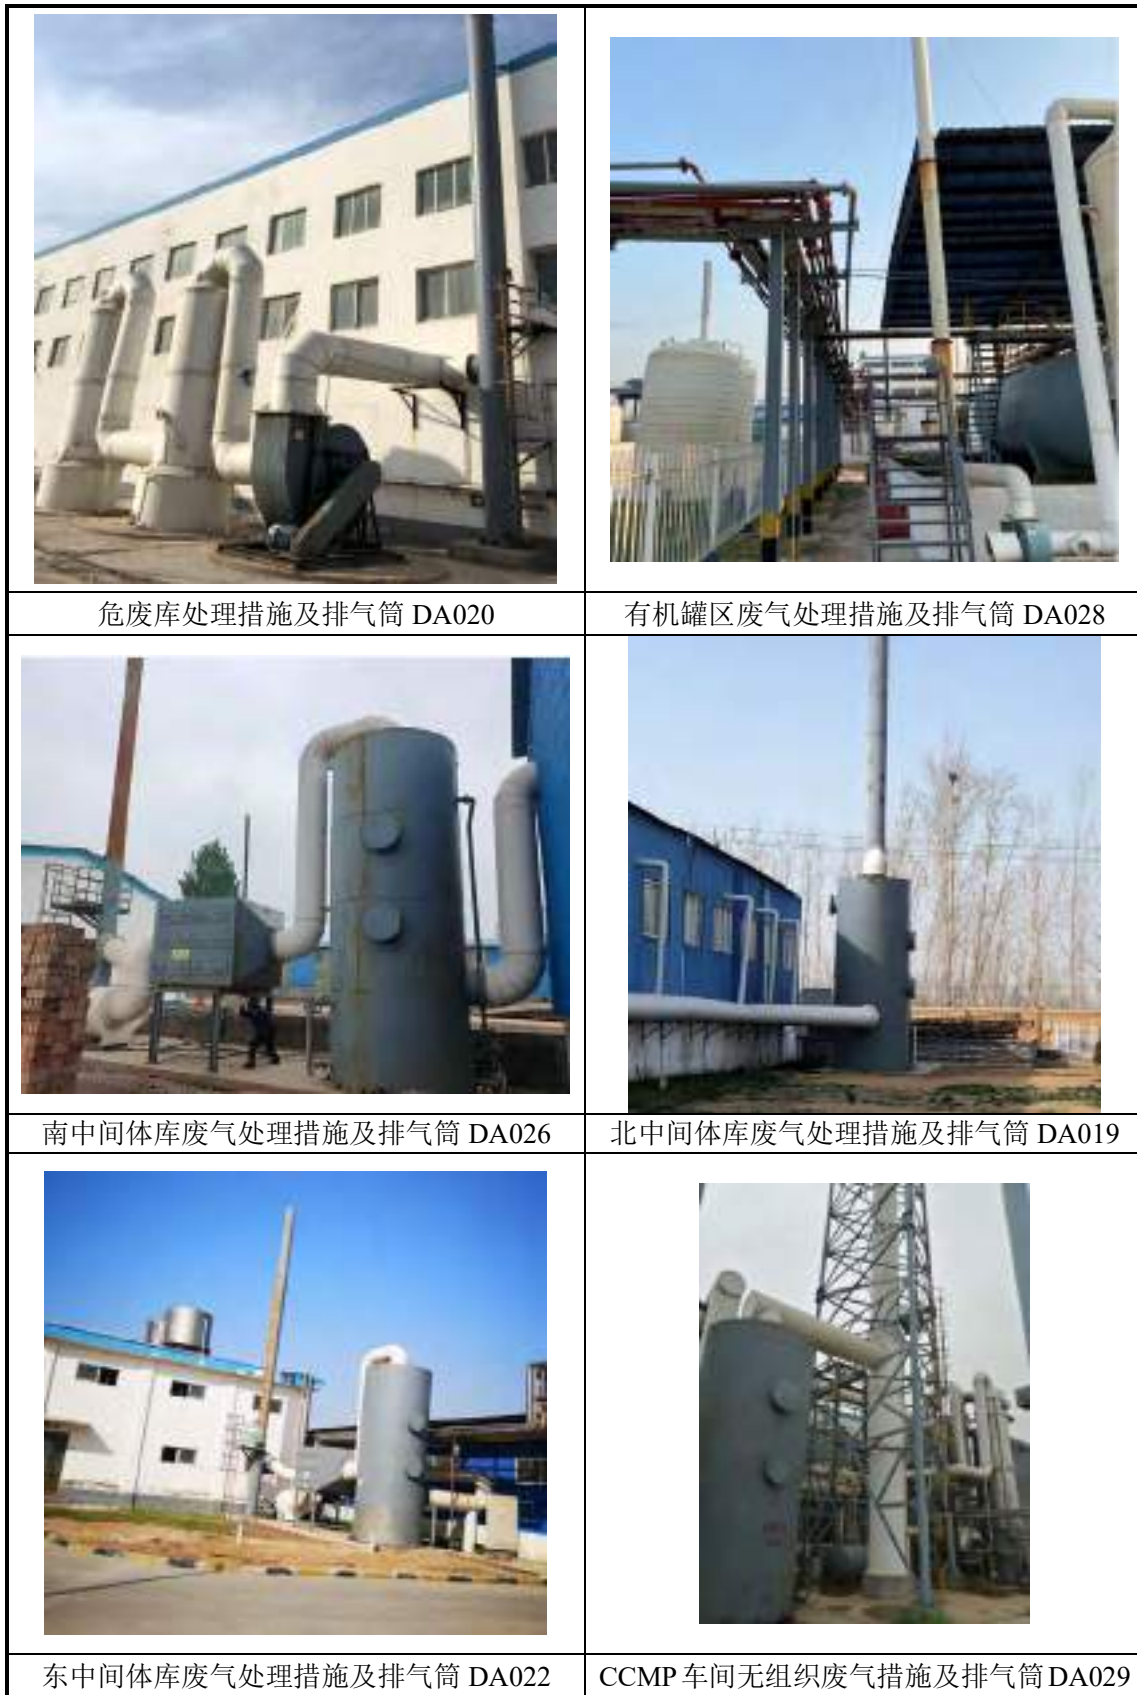 危废库处理措施及排气筒 DA020
有机罐区废气处理措施及排气筒 DA028
南中间体库废气处理措施及排气筒 DA026
北中间体库废气处理措施及排气筒 DA019
东中间体库废气处理措施及排气筒 DA022
CCMP 车间无组织废气措施及排气筒 DA029